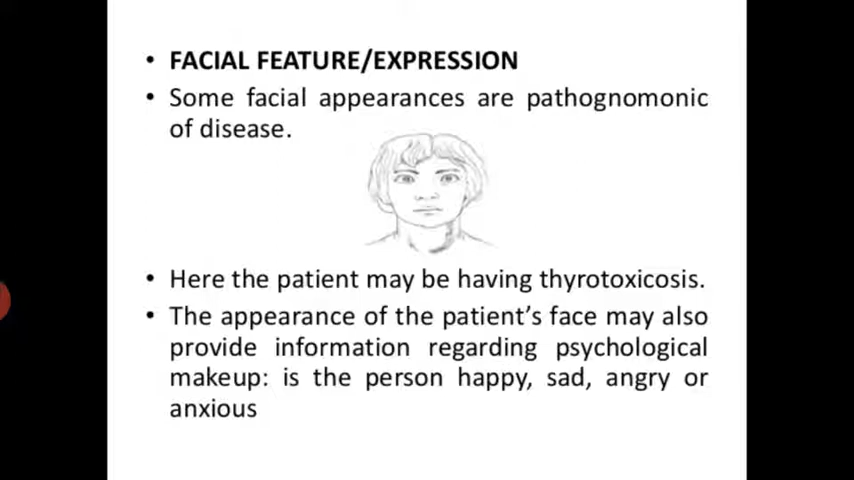 • FACIAL FEATURE/EXPRESSION
• Some facial appearances are pathognomonic
of disease.
• Here the patient may be having thyrotoxicosis.
• The appearance of the patient’s face may also
provide information regarding psychological
makeup: is the person happy, sad, angry or
anxious